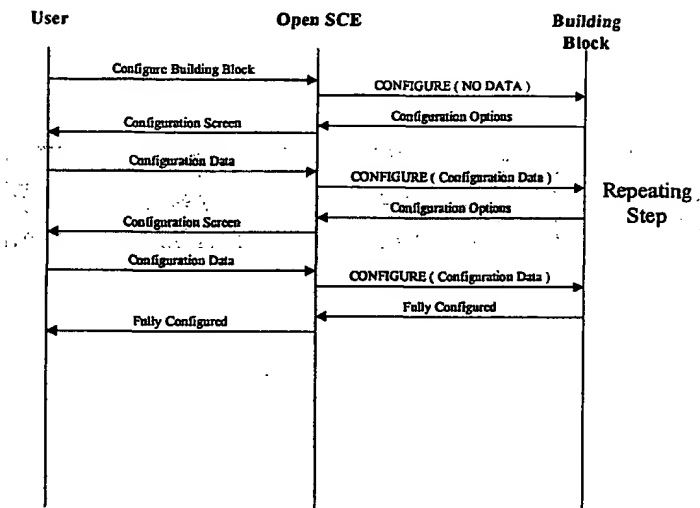 User
Open SCE
Building
Block
Configure Building Block
CONFIGURE ( NO DATA )
Configuration Options
Configuration Screen
Configuration Data
CONFIGURE ( Configuration Data )
Repeating
Step
Configuration Options
Configuration Screen
Configuration Data
CONFIGURE ( Configuration Data )
Fully Configured
Fully Configured